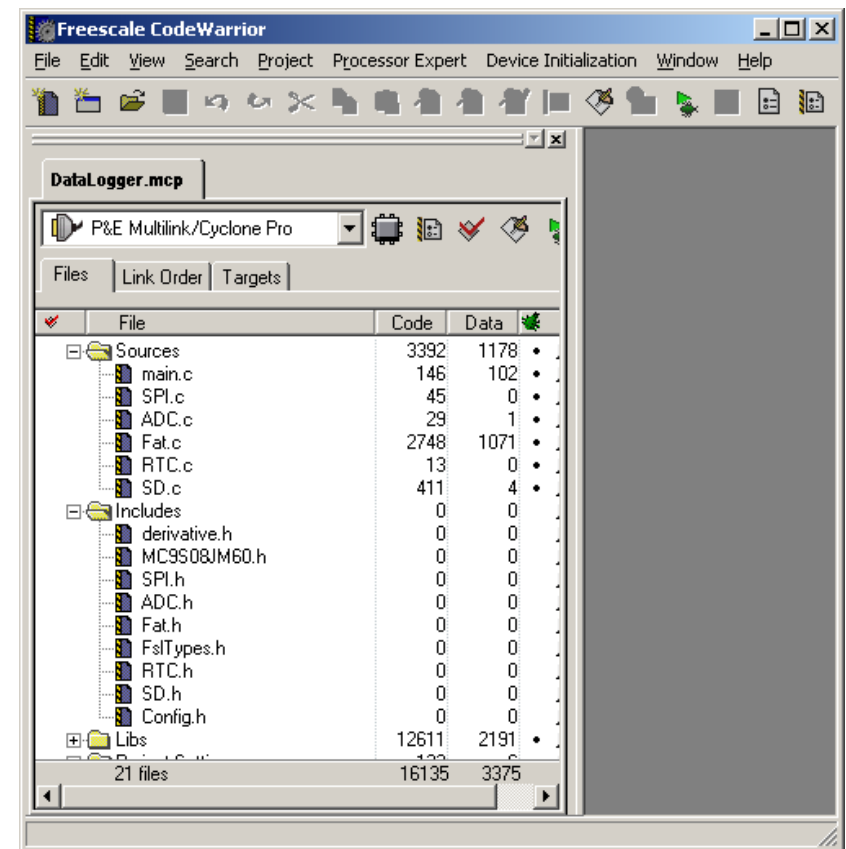 Freescale CodeWarrior
File Edit View Search Project Processor Expert Device Initialization Window Help
DataLogger.mcp
P&E Multilink/Cyclone Pro
Files Link Order Targets
File Code Data
Sources 3392 1178
main.c 146 102
SPI.c 45 0
ADC.c 29 1
Fat.c 2748 1071
RTC.c 13 0
SD.c 411 4
Includes 0 0
derivative.h 0 0
MC9S08JM60.h 0 0
SPI.h 0 0
ADC.h 0 0
Fat.h 0 0
FslTypes.h 0 0
RTC.h 0 0
SD.h 0 0
Config.h 0 0
Libs 12611 2191
21 files 16135 3375